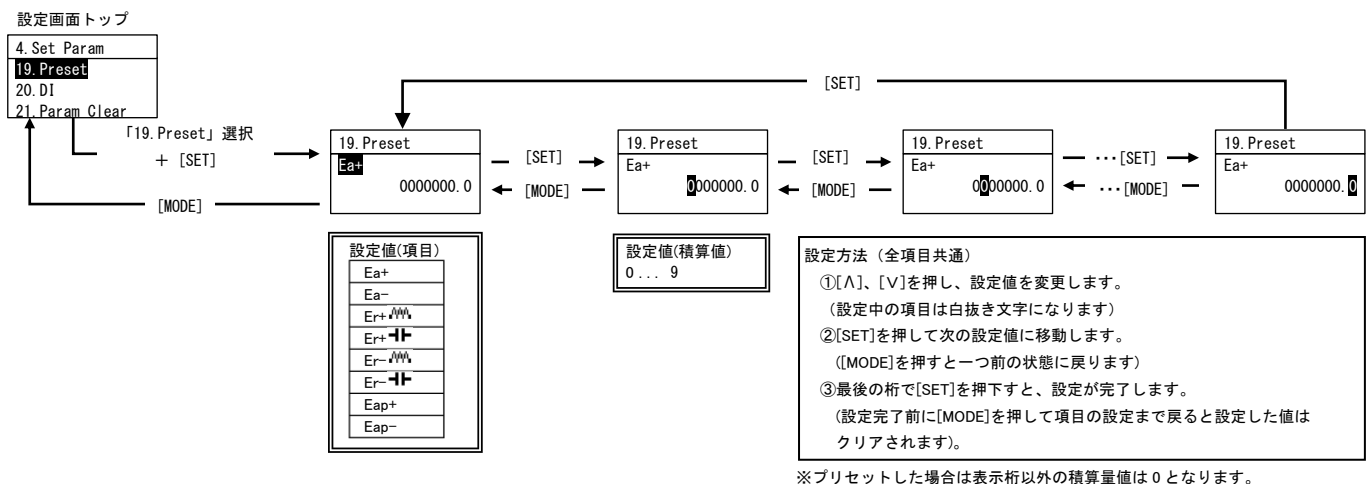 設定画面トップ
4.Set Param
19.Preset
20.DI
21.Param Clear
「19.Preset」選択
+ [SET]
[MODE]
[SET]
19.Preset
Ea+
0000000.0
[SET]
[MODE]
19.Preset
Ea+
0000000.0
[SET]
[MODE]
19.Preset
Ea+
0000000.0
…[SET]
…[MODE]
19.Preset
Ea+
0000000.0
設定値(項目)
Ea+
Ea-
Er+
Er+
Er-
Er-
Eap+
Eap-
設定値(積算値)
0... 9
設定方法（全項目共通）
①[∧]、[∨]を押し、設定値を変更します。
（設定中の項目は白抜き文字になります）
②[SET]を押して次の設定値に移動します。
([MODE]を押すと一つ前の状態に戻ります)
③最後の桁で[SET]を押下すと、設定が完了します。
(設定完了前に[MODE]を押して項目の設定まで戻ると設定した値は
クリアされます)。
※プリセットした場合は表示桁以外の積算量値は0となります。